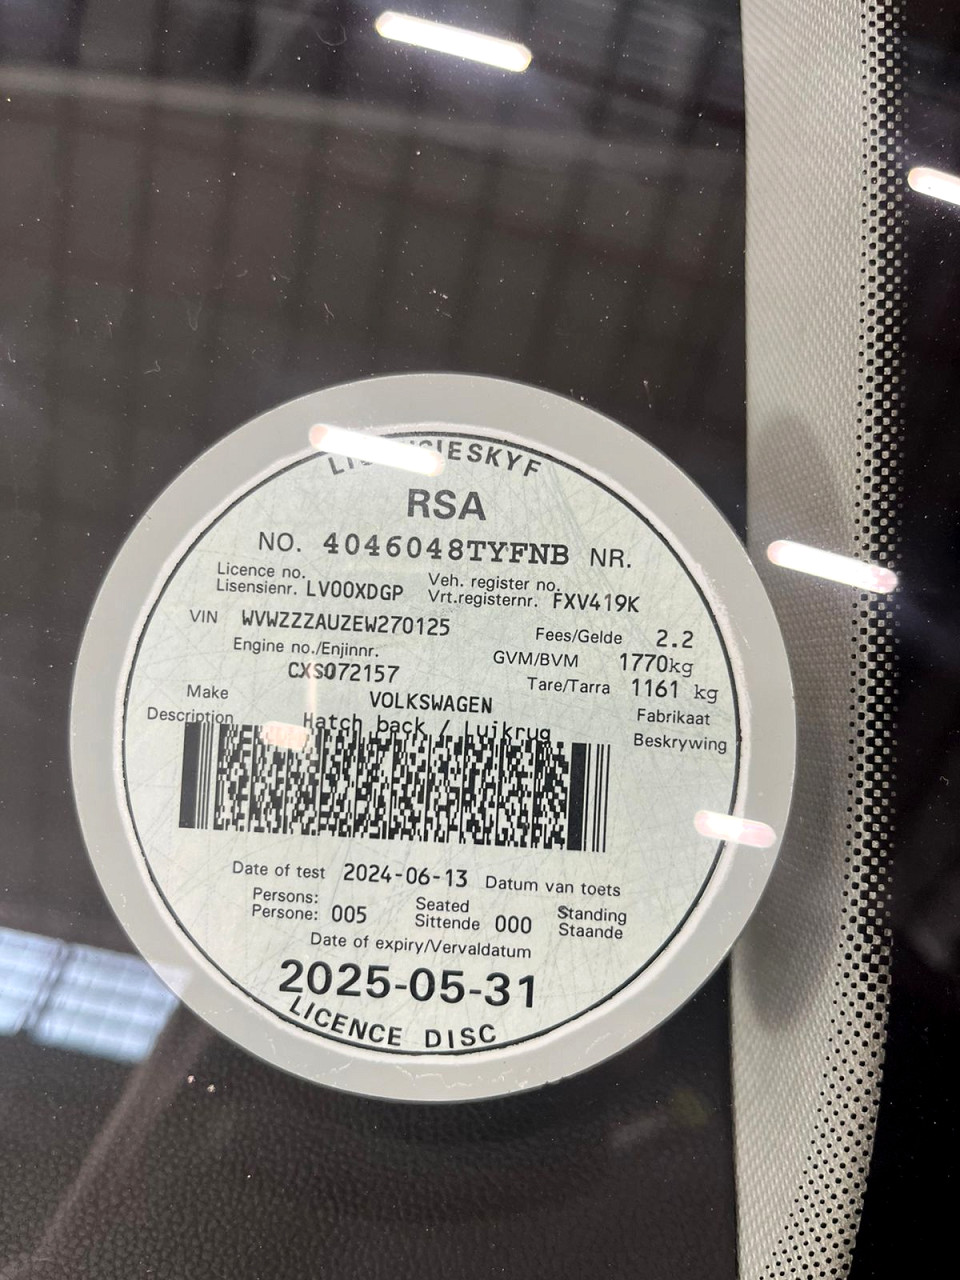 RSA
NO. 4046048TYFNB NR.
Licence no. Veh. register no.
Lisensienr. LV00XDGP Vrt.registernr. FXV419K
VIN WVWZZZAUZEW270125 Fees/Gelde 2.2
Engine no./Enjinnr. GVM/BVM 1770kg
CXS072157 Tare/Tarra 1161 kg
Make VOLKSWAGEN Fabrikaat
Description Hatch back / Luikrug Beskrywing
Date of test 2024-06-13 Datum van toets
Persons: Seated Standing
Persone: 005 Sittende 000 Staande
Date of expiry/Vervaldatum
2025-05-31
LICENCE DISC